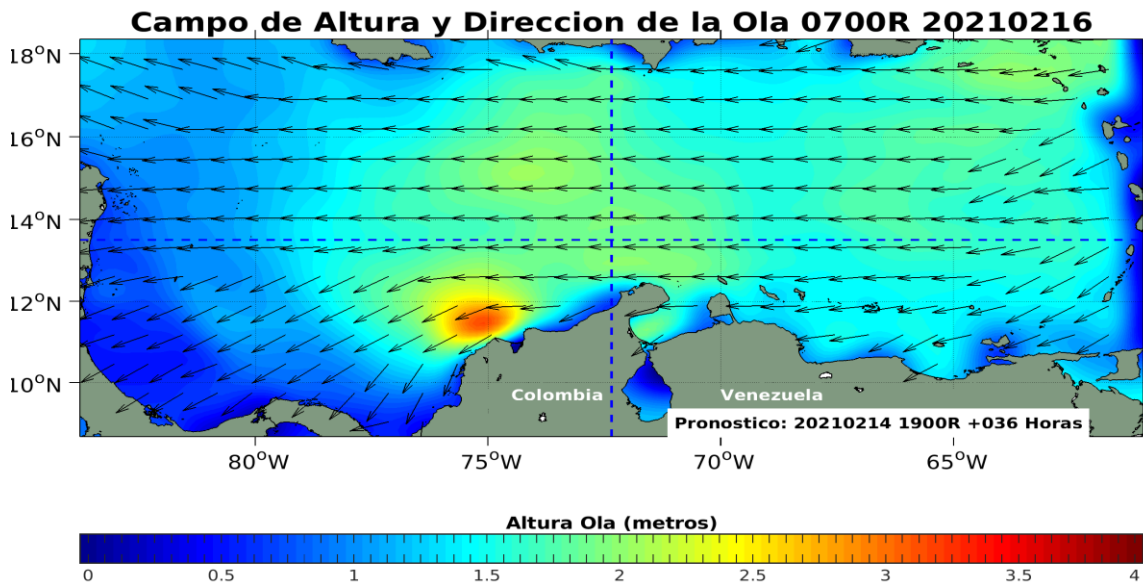 Campo de Altura y Direccion de la Ola 0700R 20210216
18°N
16°N
14°N
12°N
10°N
Colombia
Venezuela
Pronostico: 20210214 1900R +036 Horas
80°W
75°W
70°W
65°W
Altura Ola (metros)
0 0.5 1 1.5 2 2.5 3 3.5 4